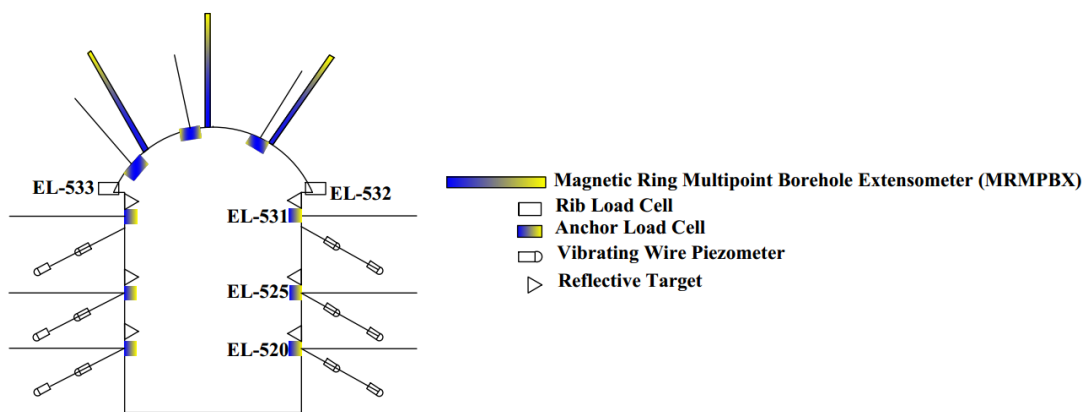 EL-533
EL-532
EL-531
EL-525
EL-520
Magnetic Ring Multipoint Borehole Extensometer (MRMPBX)
Rib Load Cell
Anchor Load Cell
Vibrating Wire Piezometer
Reflective Target